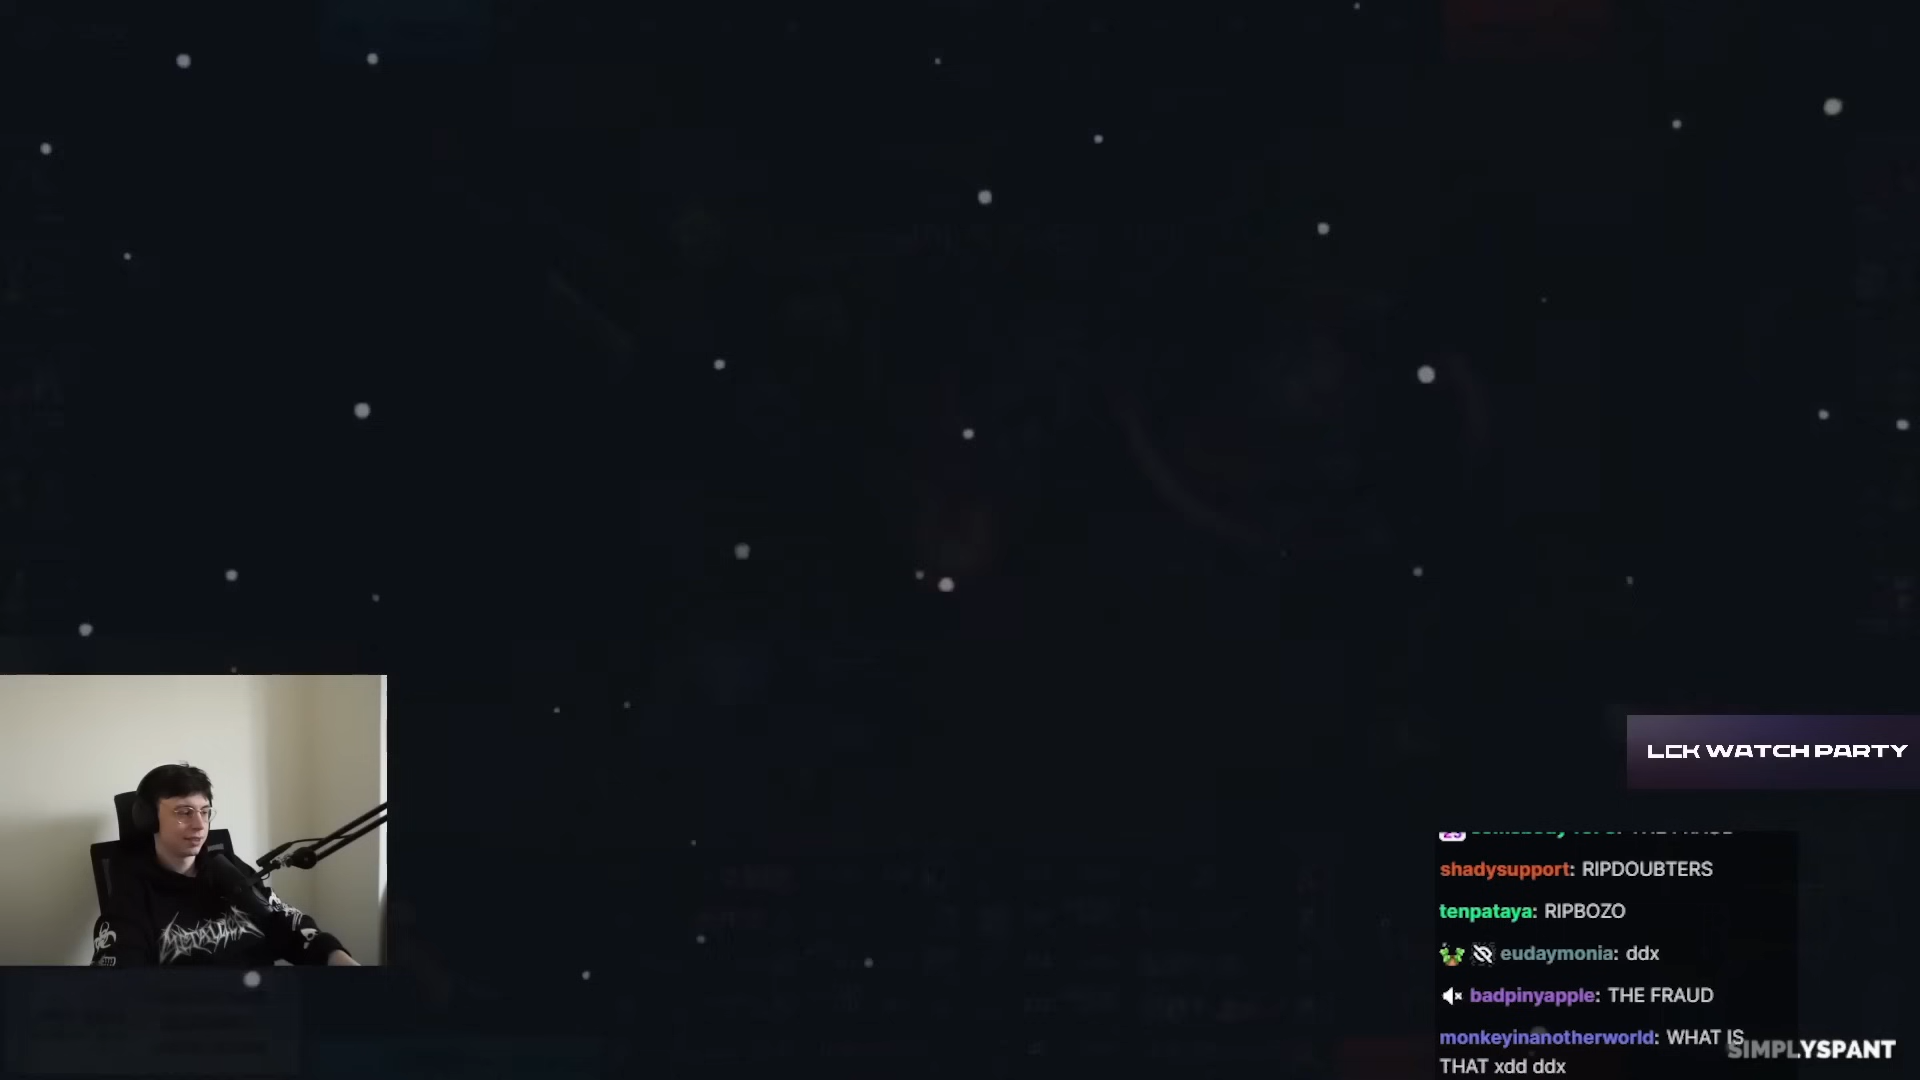 LCK WATCH PARTY
shadysupport: RIPDOUBTERS
tenpataya: RIPBOZO
eudaymonia: ddx
badpinyapple: THE FRAUD
monkeyinanotherworld: WHAT IS
THAT xdd ddx
SIMPLYSPANT